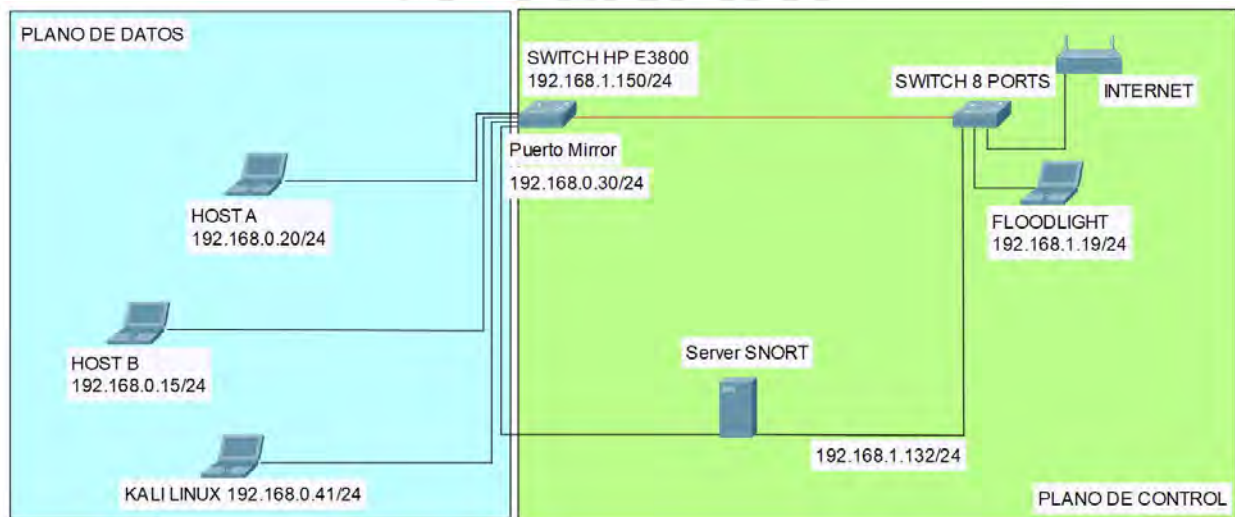 PLANO DE DATOS
SWITCH HP E3800
192.168.1.150/24
SWITCH 8 PORTS
INTERNET
Puerto Mirror
192.168.0.30/24
HOST A
192.168.0.20/24
FLOODLIGHT
192.168.1.19/24
HOST B
192.168.0.15/24
Server SNORT
192.168.1.132/24
KALI LINUX 192.168.0.41/24
PLANO DE CONTROL